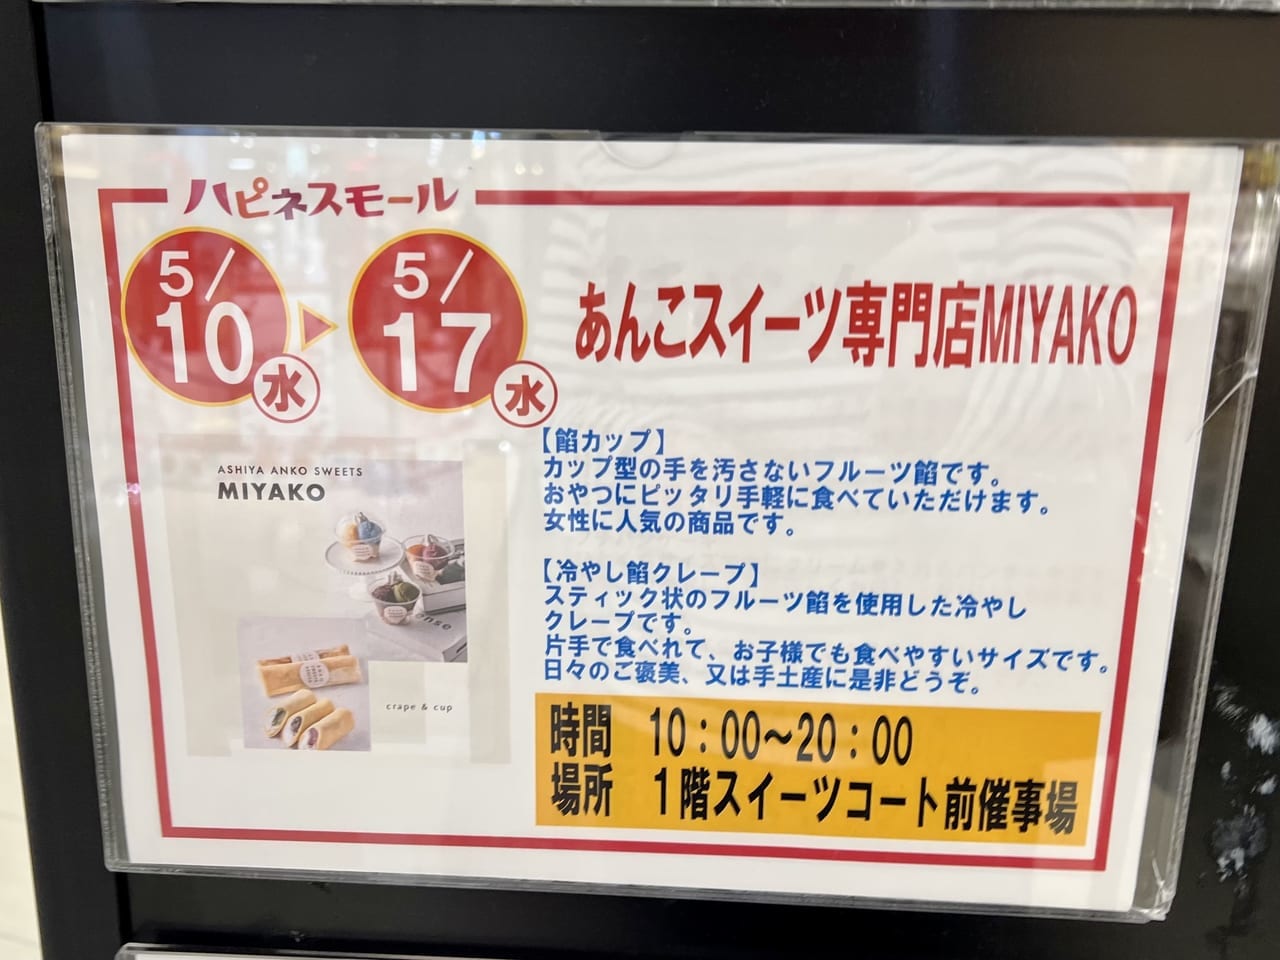 ハピネスモール
5/10㊌▶5/17㊌
あんこスイーツ専門店MIYAKO
ASHIYA ANKO SWEETS
MIYAKO
crape & cup
【餡カップ】
カップ型の手を汚さないフルーツ餡です。
おやつにピッタリ手軽に食べていただけます。
女性に人気の商品です。
【冷やし餡クレープ】
スティック状のフルーツ餡を使用した冷やし
クレープです。
片手で食べれて、お子様でも食べやすいサイズです。
日々のご褒美、又は手土産に是非どうぞ。
時間 10:00〜20:00
場所 1階スイーツコート前催事場